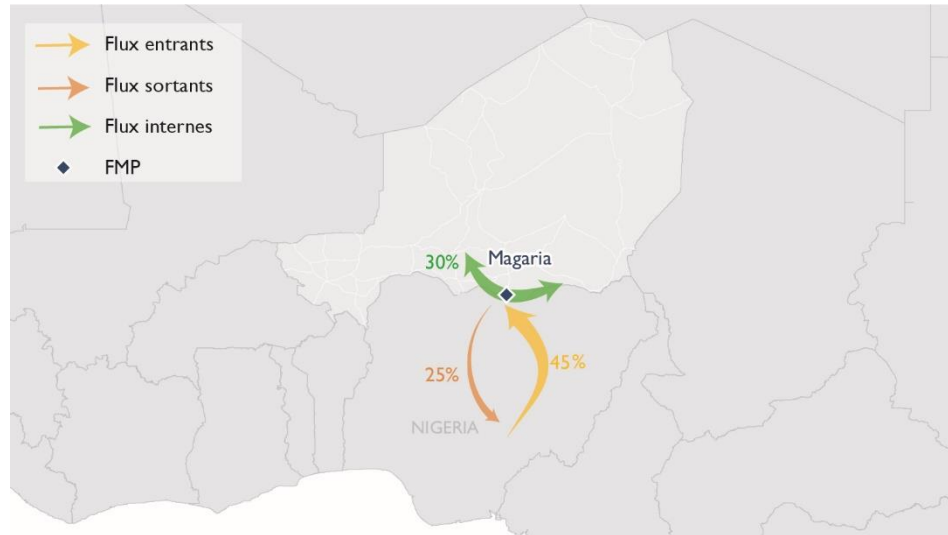 Flux entrants
Flux sortants
Flux internes
FMP
30%
Magaria
25%
45%
NIGERIA